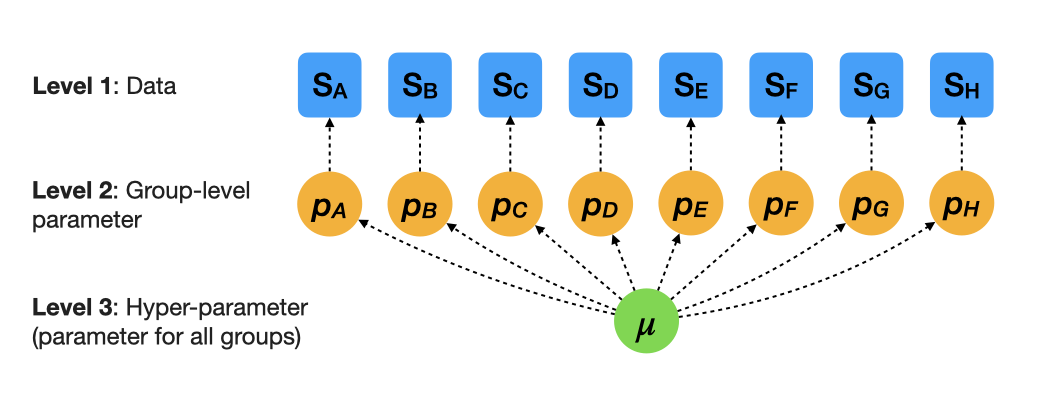 Level 1: Data
S_A S_B S_C S_D S_E S_F S_G S_H
Level 2: Group-level
parameter
p_A p_B p_C p_D p_E p_F p_G p_H
Level 3: Hyper-parameter
(parameter for all groups)
μ